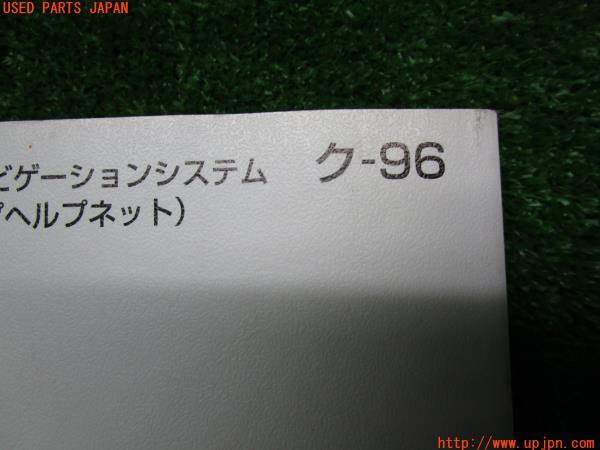 USED PARTS JAPAN
ビゲーションシステム ク-96
プヘルプネット)
http://www.upjpn.com/